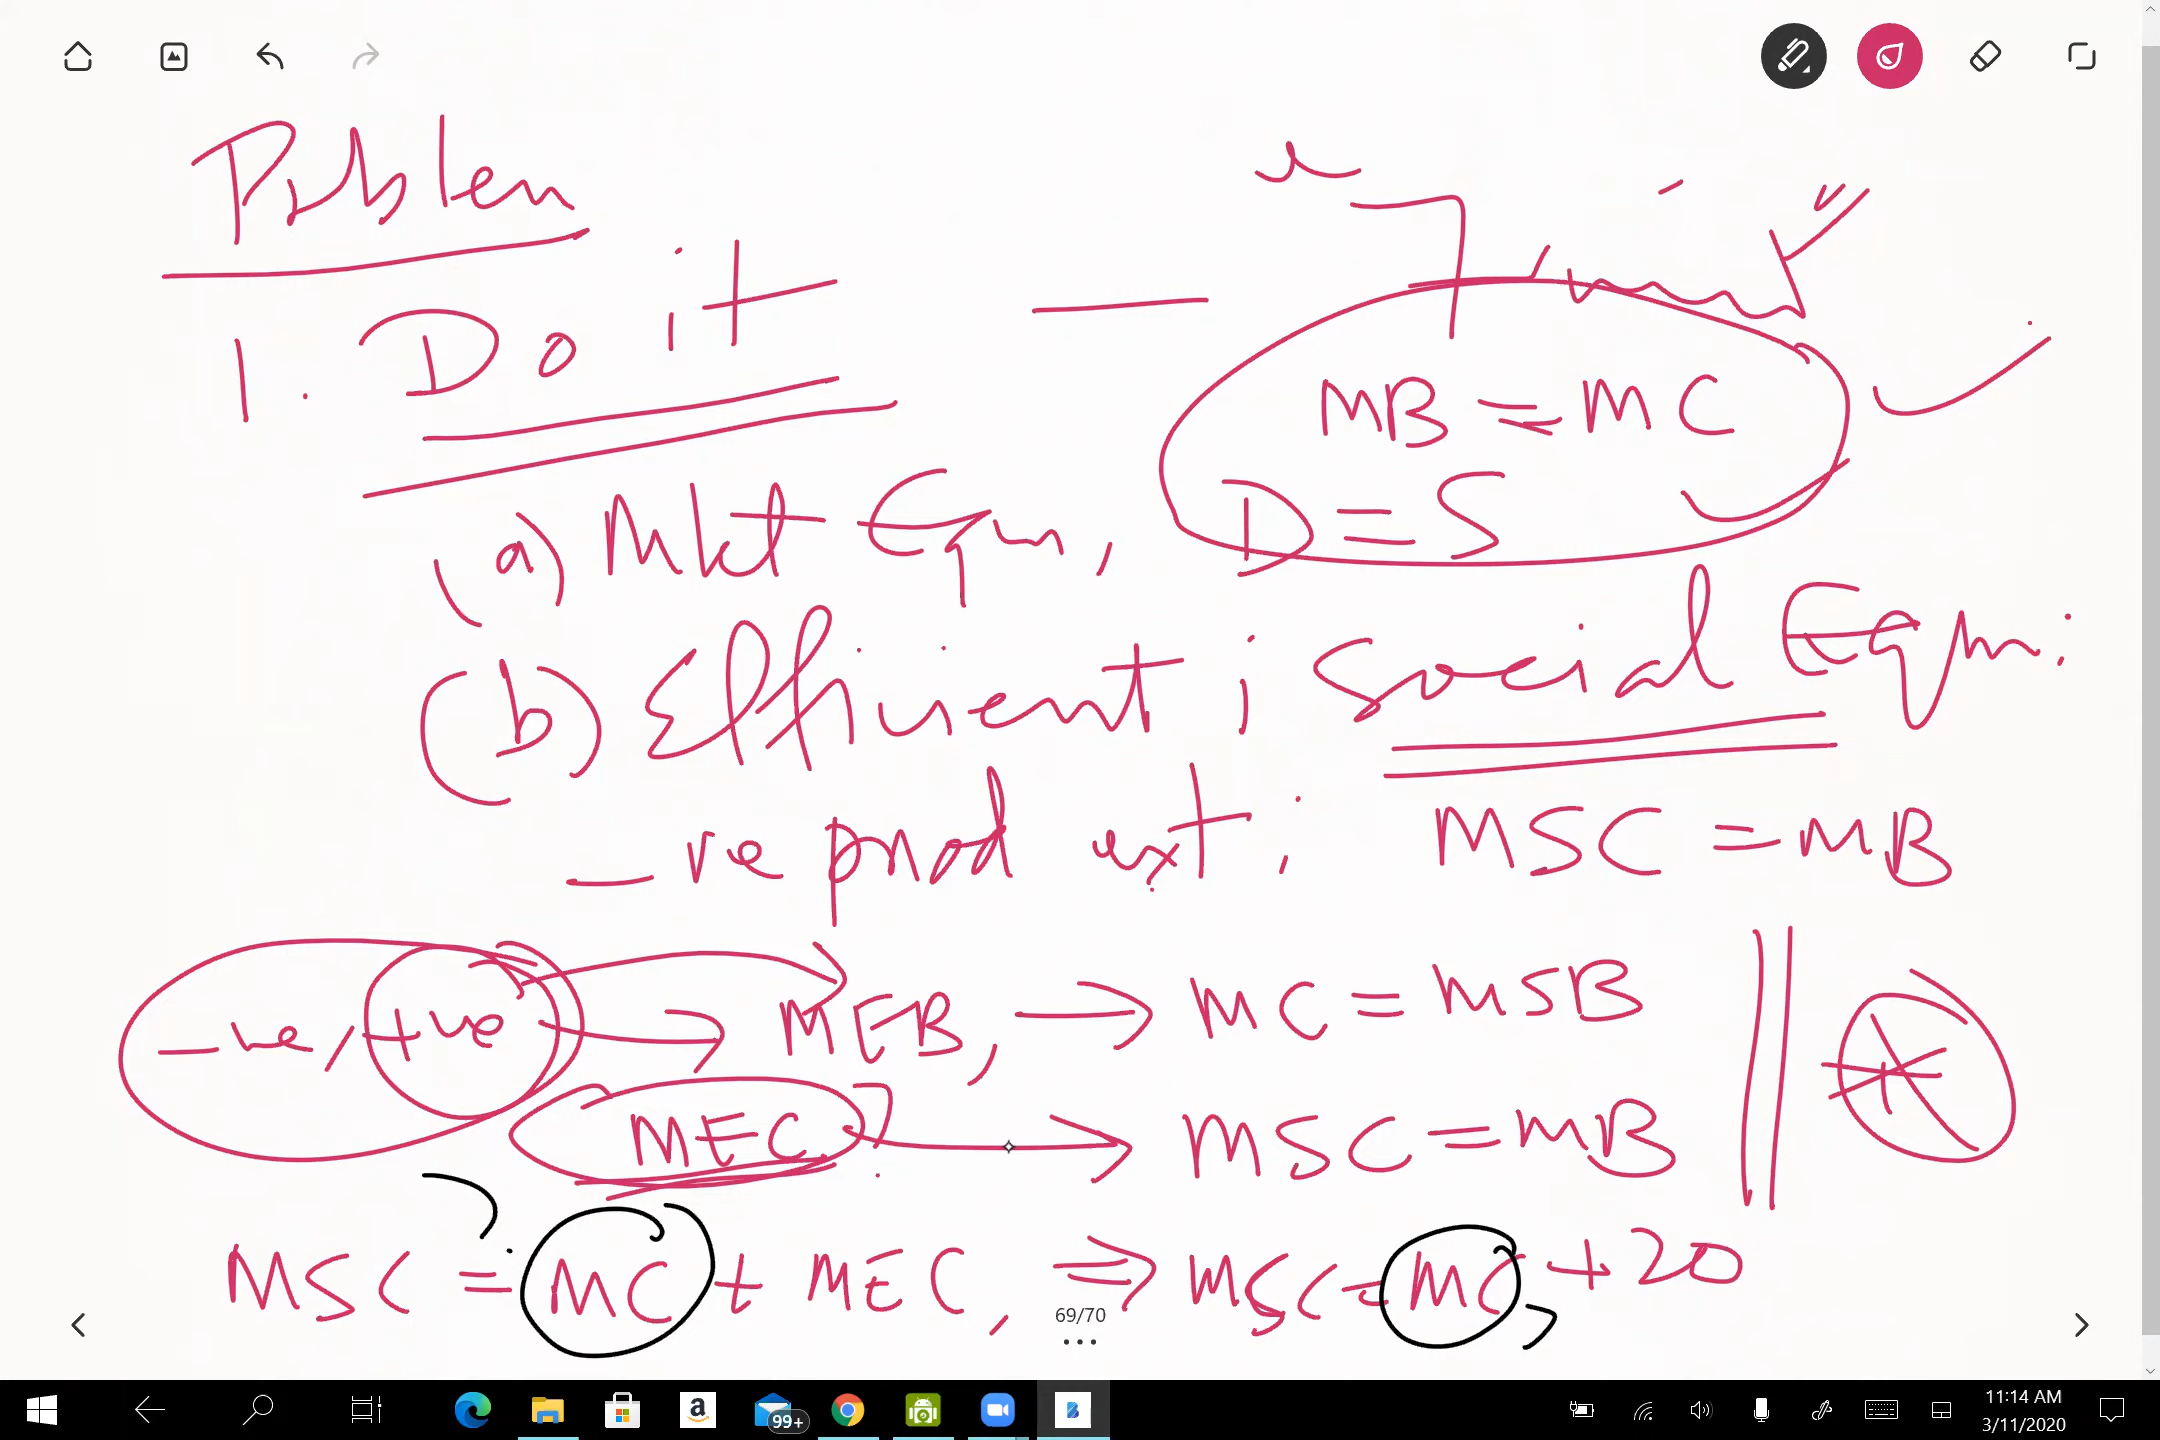 Problem
1. Do it — MB = MC
D = S
(a) Mkt Eqm,
(b) Efficient ; Social Eqm:
-ve prod ext: MSC = MB
-ve/+ve → MEB, → MC = MSB
MEC → MSC = MB
MSC = MC + MEC, ⇒ MSC = MC + 20
69/70
99+
11:14 AM
3/11/2020